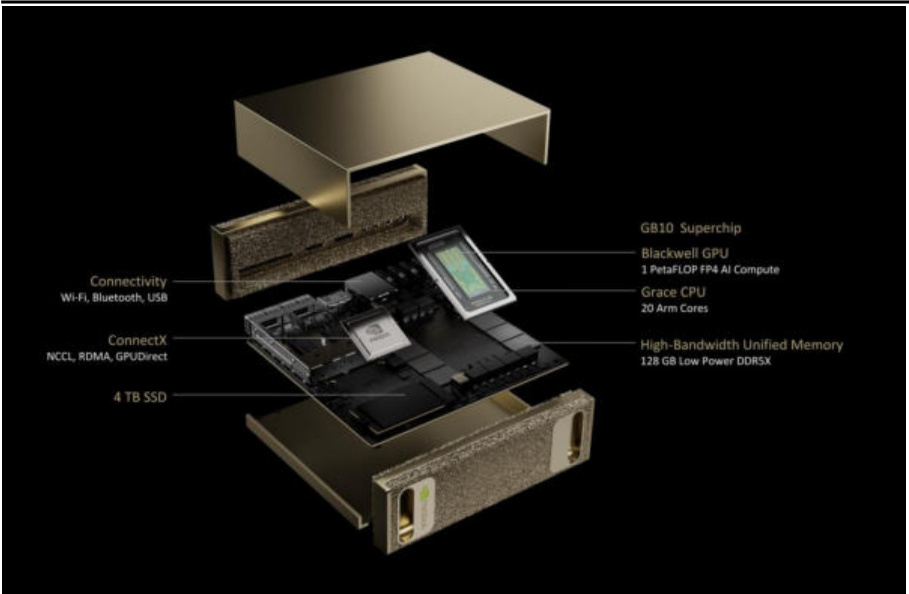 GB10 Superchip
Blackwell GPU
1 PetaFLOP FP4 AI Compute
Grace CPU
20 Arm Cores
High-Bandwidth Unified Memory
128 GB Low Power DDR5X
Connectivity
Wi-Fi, Bluetooth, USB
ConnectX
NCCL, RDMA, GPUDirect
4 TB SSD
NVIDIA